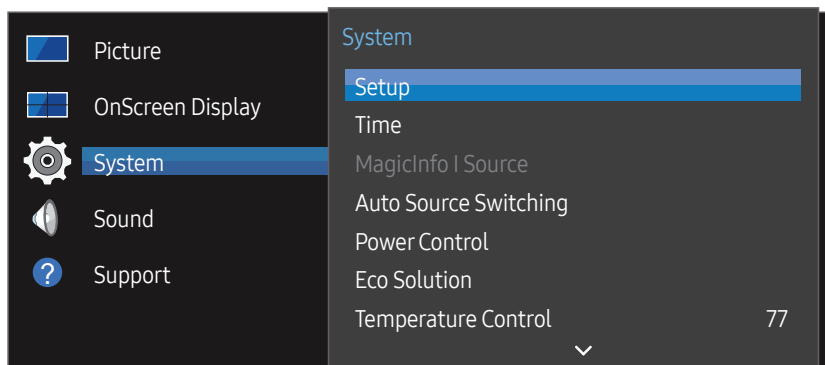 Picture
OnScreen Display
System
Sound
?
Support
System
Setup
Time
MagicInfo I Source
Auto Source Switching
Power Control
Eco Solution
Temperature Control 77